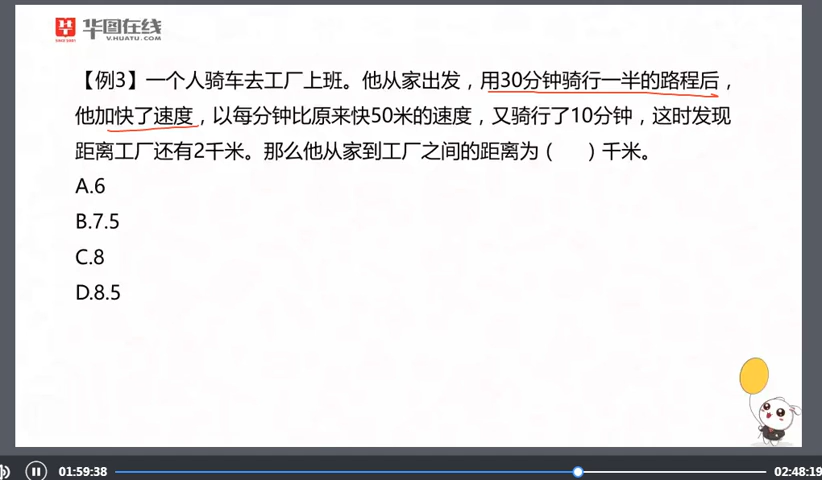 华图在线
SINCE 2001
V.HUATU.COM
【例3】一个人骑车去工厂上班。他从家出发，用30分钟骑行一半的路程后，
他加快了速度，以每分钟比原来快50米的速度，又骑行了10分钟，这时发现
距离工厂还有2千米。那么他从家到工厂之间的距离为（ ）千米。
A.6
B.7.5
C.8
D.8.5
01:59:38
02:48:19